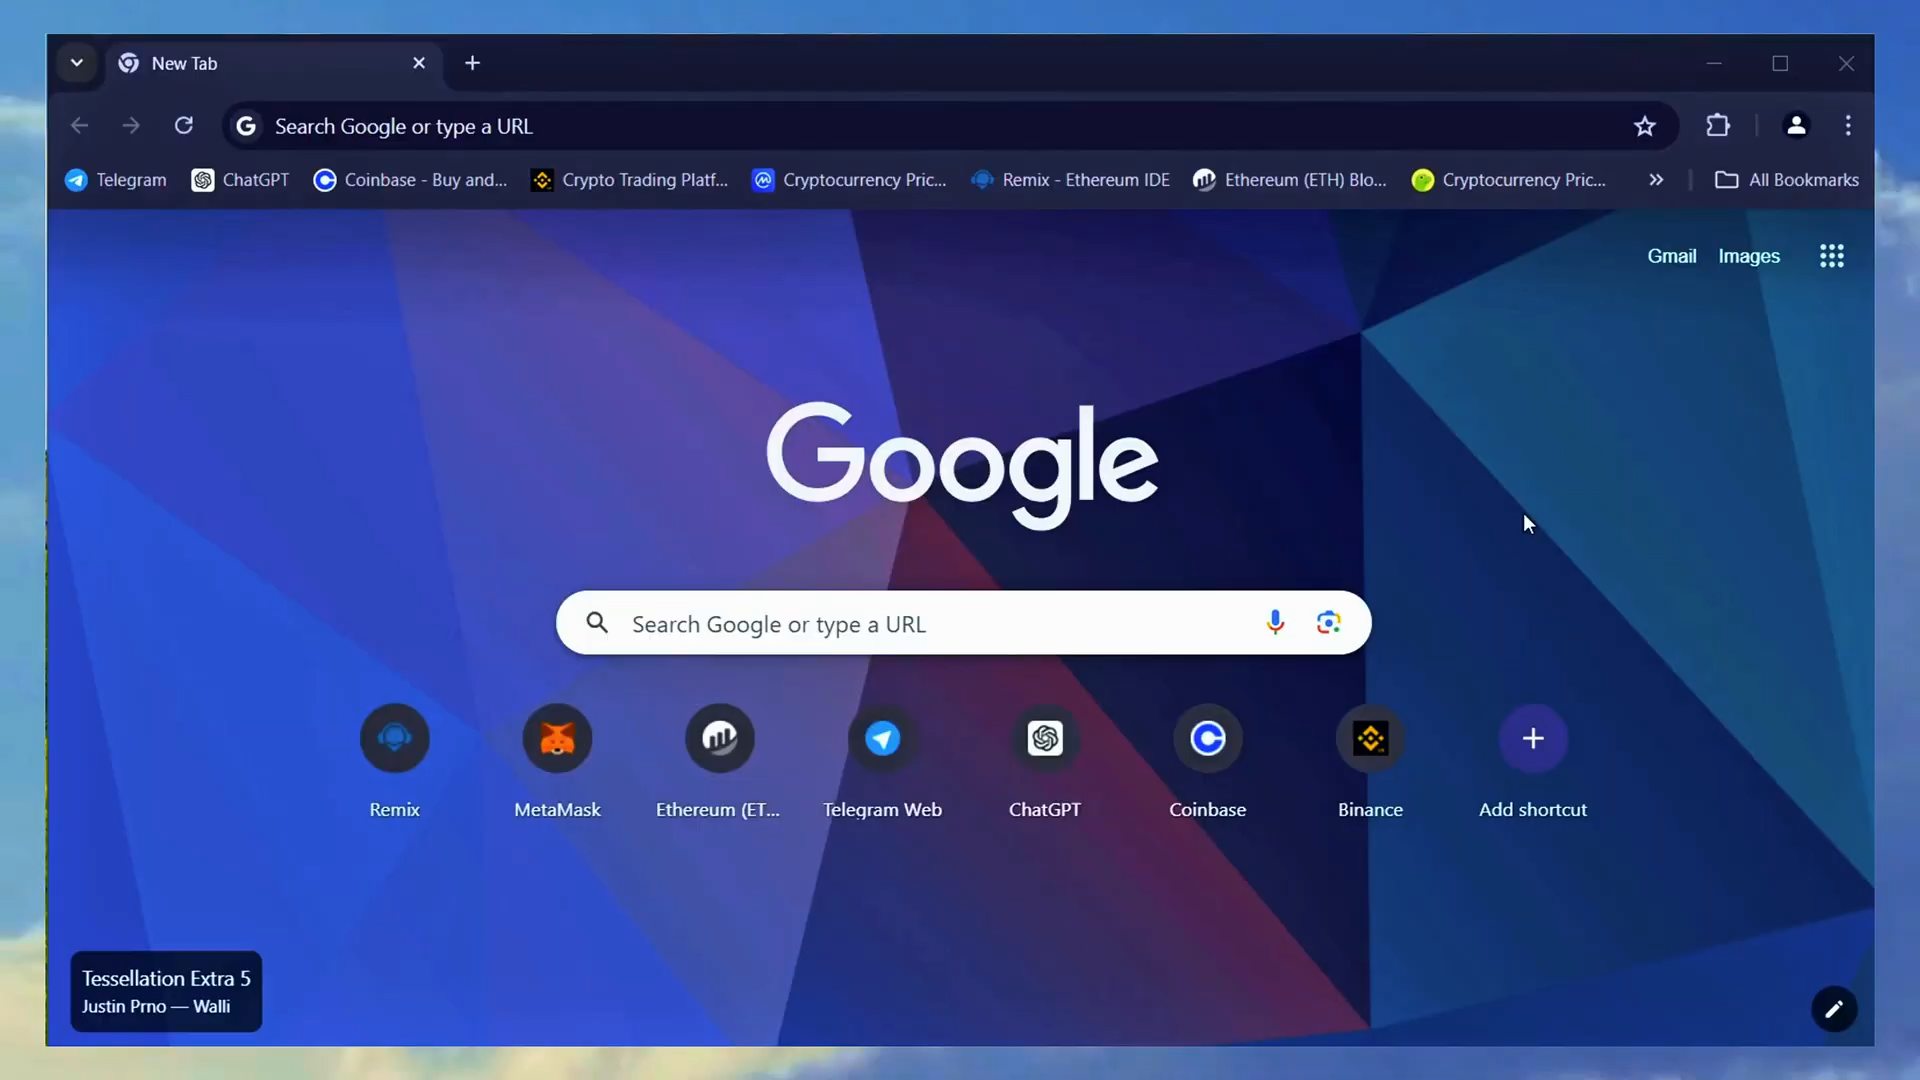 New Tab
Search Google or type a URL
Telegram ChatGPT Coinbase - Buy and... Crypto Trading Platf... Cryptocurrency Pric... Remix - Ethereum IDE Ethereum (ETH) Blo... Cryptocurrency Pric... All Bookmarks
Gmail Images
Google
Search Google or type a URL
Remix MetaMask Ethereum (ET... Telegram Web ChatGPT Coinbase Binance Add shortcut
Tessellation Extra 5
Justin Prno — Walli